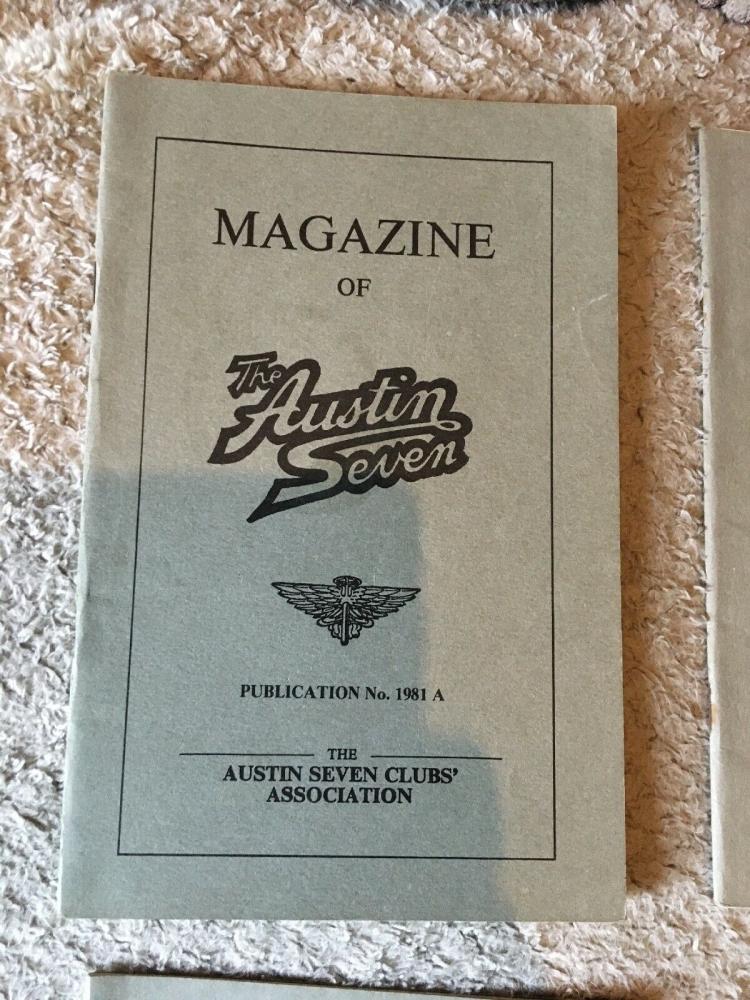 MAGAZINE
OF
The
Austin
Seven
PUBLICATION No. 1981 A
THE
AUSTIN SEVEN CLUBS'
ASSOCIATION